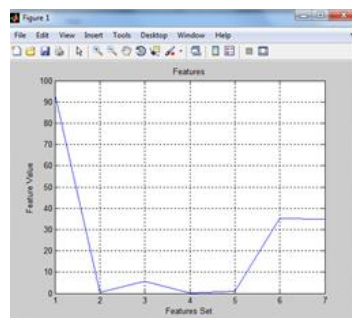 Figure 1
File Edit View Insert Tools Desktop Window Help
Features
100
90
80
70
60
50
40
30
20
10
0
Feature Value
1 2 3 4 5 6 7
Features Set